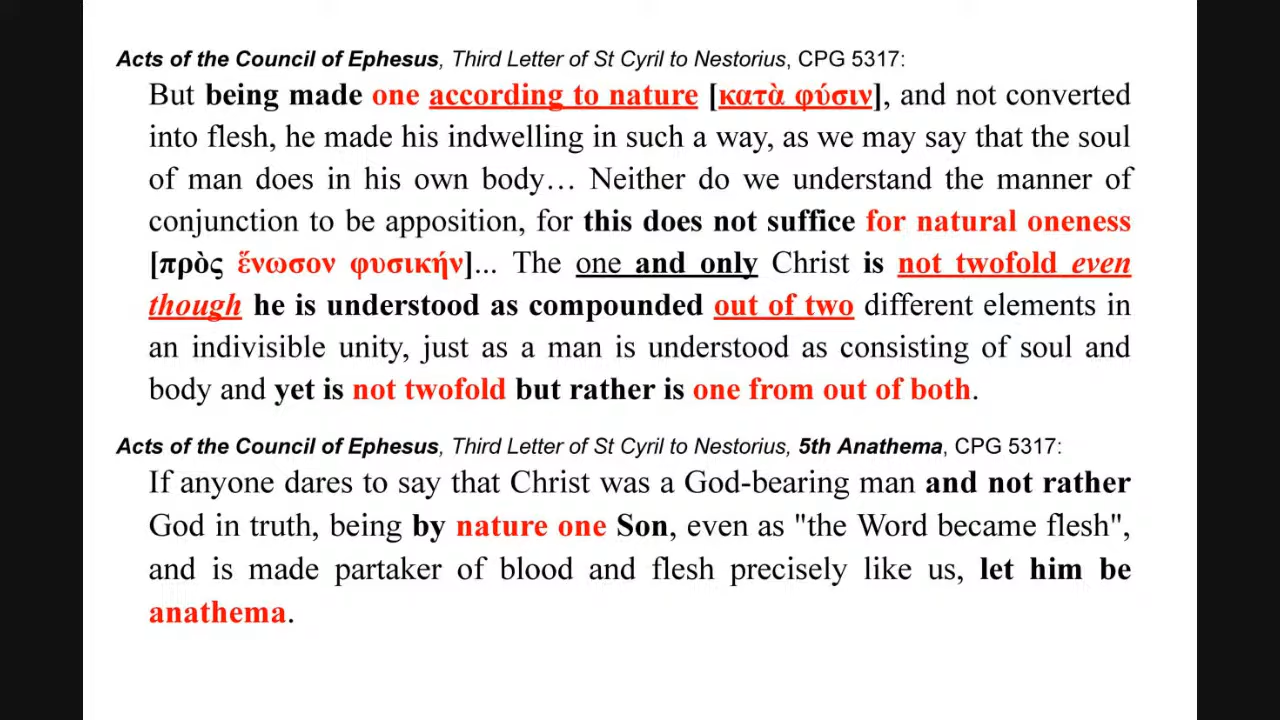 Acts of the Council of Ephesus, Third Letter of St Cyril to Nestorius, CPG 5317:
But being made one according to nature [κατὰ φύσιν], and not converted
into flesh, he made his indwelling in such a way, as we may say that the soul
of man does in his own body… Neither do we understand the manner of
conjunction to be apposition, for this does not suffice for natural oneness
[πρὸς ἕνωσον φυσικήν]... The one and only Christ is not twofold even
though he is understood as compounded out of two different elements in
an indivisible unity, just as a man is understood as consisting of soul and
body and yet is not twofold but rather is one from out of both.
Acts of the Council of Ephesus, Third Letter of St Cyril to Nestorius, 5th Anathema, CPG 5317:
If anyone dares to say that Christ was a God-bearing man and not rather
God in truth, being by nature one Son, even as "the Word became flesh",
and is made partaker of blood and flesh precisely like us, let him be
anathema.